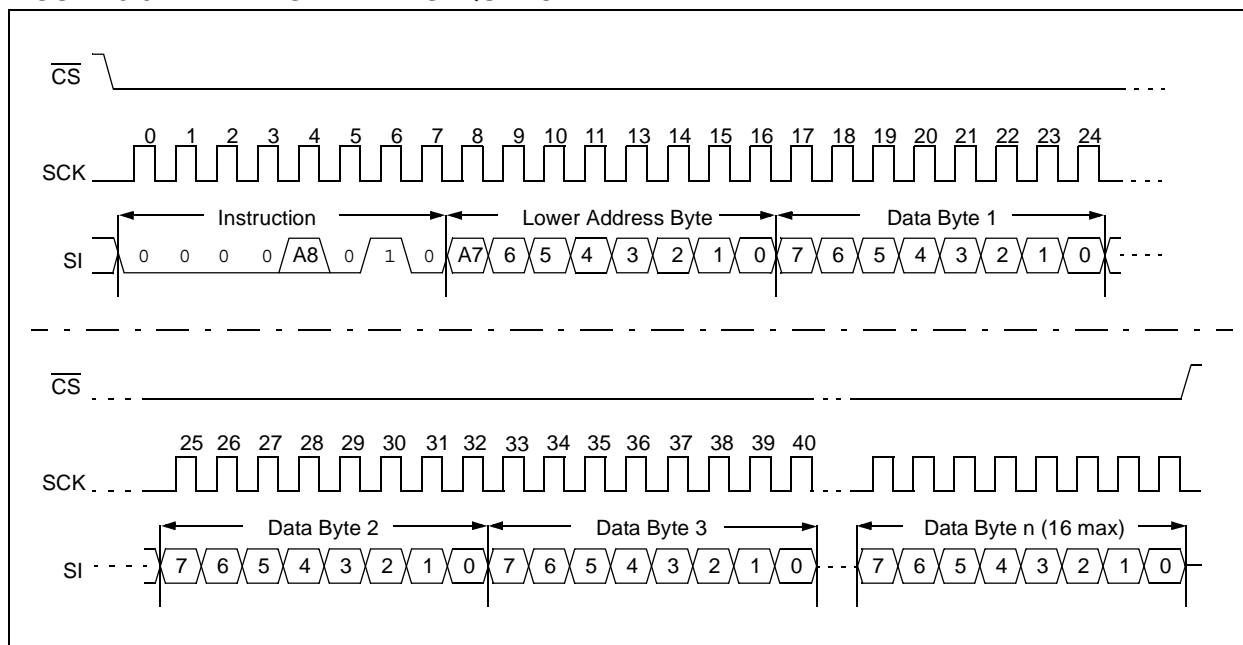 CS
0 1 2 3 4 5 6 7 8 9 10 11 13 14 15 16 17 18 19 20 21 22 23 24
SCK
Instruction Lower Address Byte Data Byte 1
SI 0 0 0 0 A8 0 1 0 A7 6 5 4 3 2 1 0 7 6 5 4 3 2 1 0
CS
25 26 27 28 29 30 31 32 33 34 35 36 37 38 39 40
SCK
Data Byte 2 Data Byte 3 Data Byte n (16 max)
SI 7 6 5 4 3 2 1 0 7 6 5 4 3 2 1 0 7 6 5 4 3 2 1 0